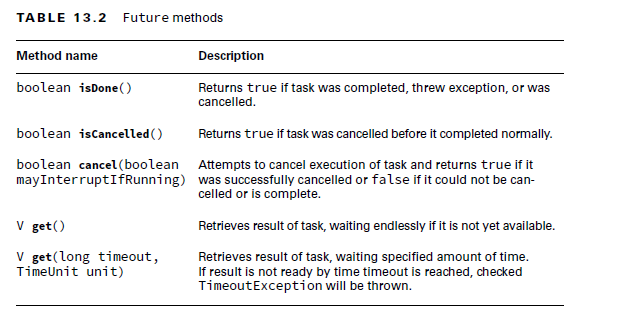 TABLE 13.2 Future methods
Method name Description
boolean isDone() Returns true if task was completed, threw exception, or was
cancelled.
boolean isCancelled() Returns true if task was cancelled before it completed normally.
boolean cancel(boolean Attempts to cancel execution of task and returns true if it
mayInterruptIfRunning) was successfully cancelled or false if it could not be can-
celled or is complete.
V get() Retrieves result of task, waiting endlessly if it is not yet available.
V get(long timeout, Retrieves result of task, waiting specified amount of time.
TimeUnit unit) If result is not ready by time timeout is reached, checked
TimeoutException will be thrown.